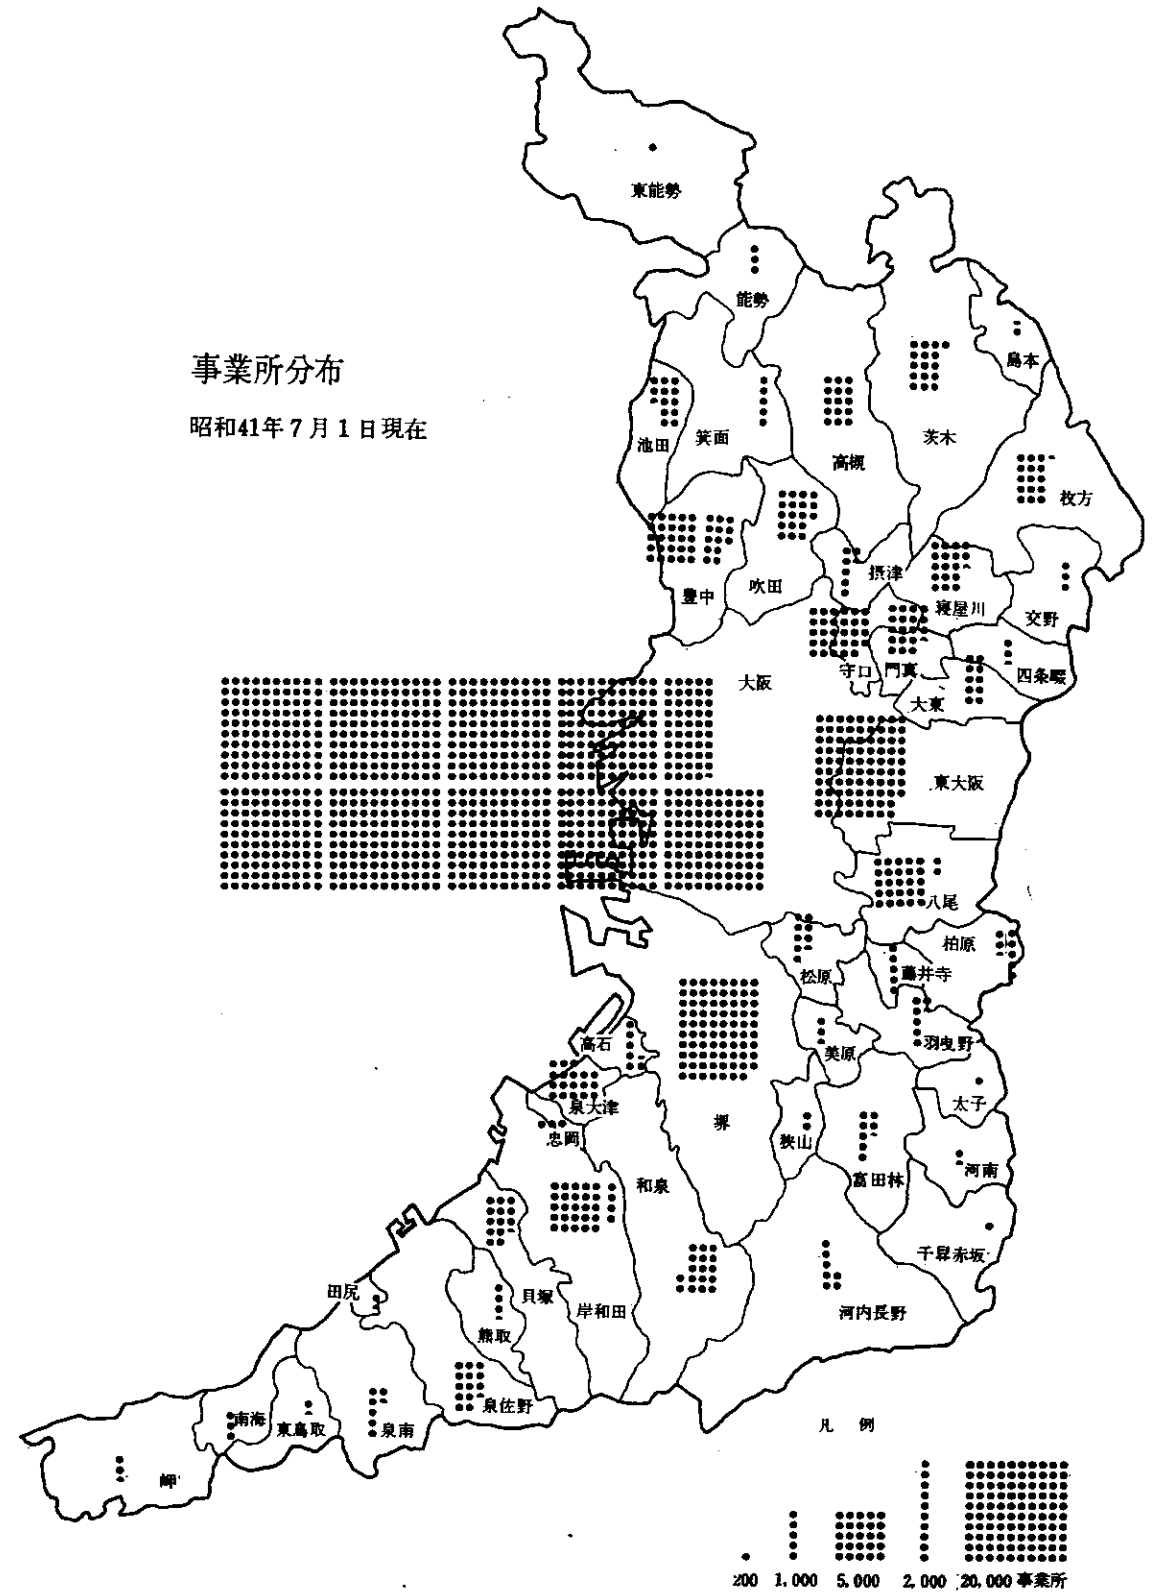 事業所分布
昭和41年7月1日現在
東能勢
能勢
島本
池田
箕面
高槻
茨木
枚方
豊中
吹田
摂津
寝屋川
交野
守口
門真
四条畷
大東
大阪
東大阪
八尾
柏原
松原
藤井寺
高石
美原
羽曳野
泉大津
太子
忠岡
堺
狭山
富田林
河南
和泉
千早赤坂
田尻
貝塚
岸和田
河内長野
熊取
泉佐野
南海
東鳥取
泉南
岬
凡例
200 1,000 5,000 2,000 20,000 事業所